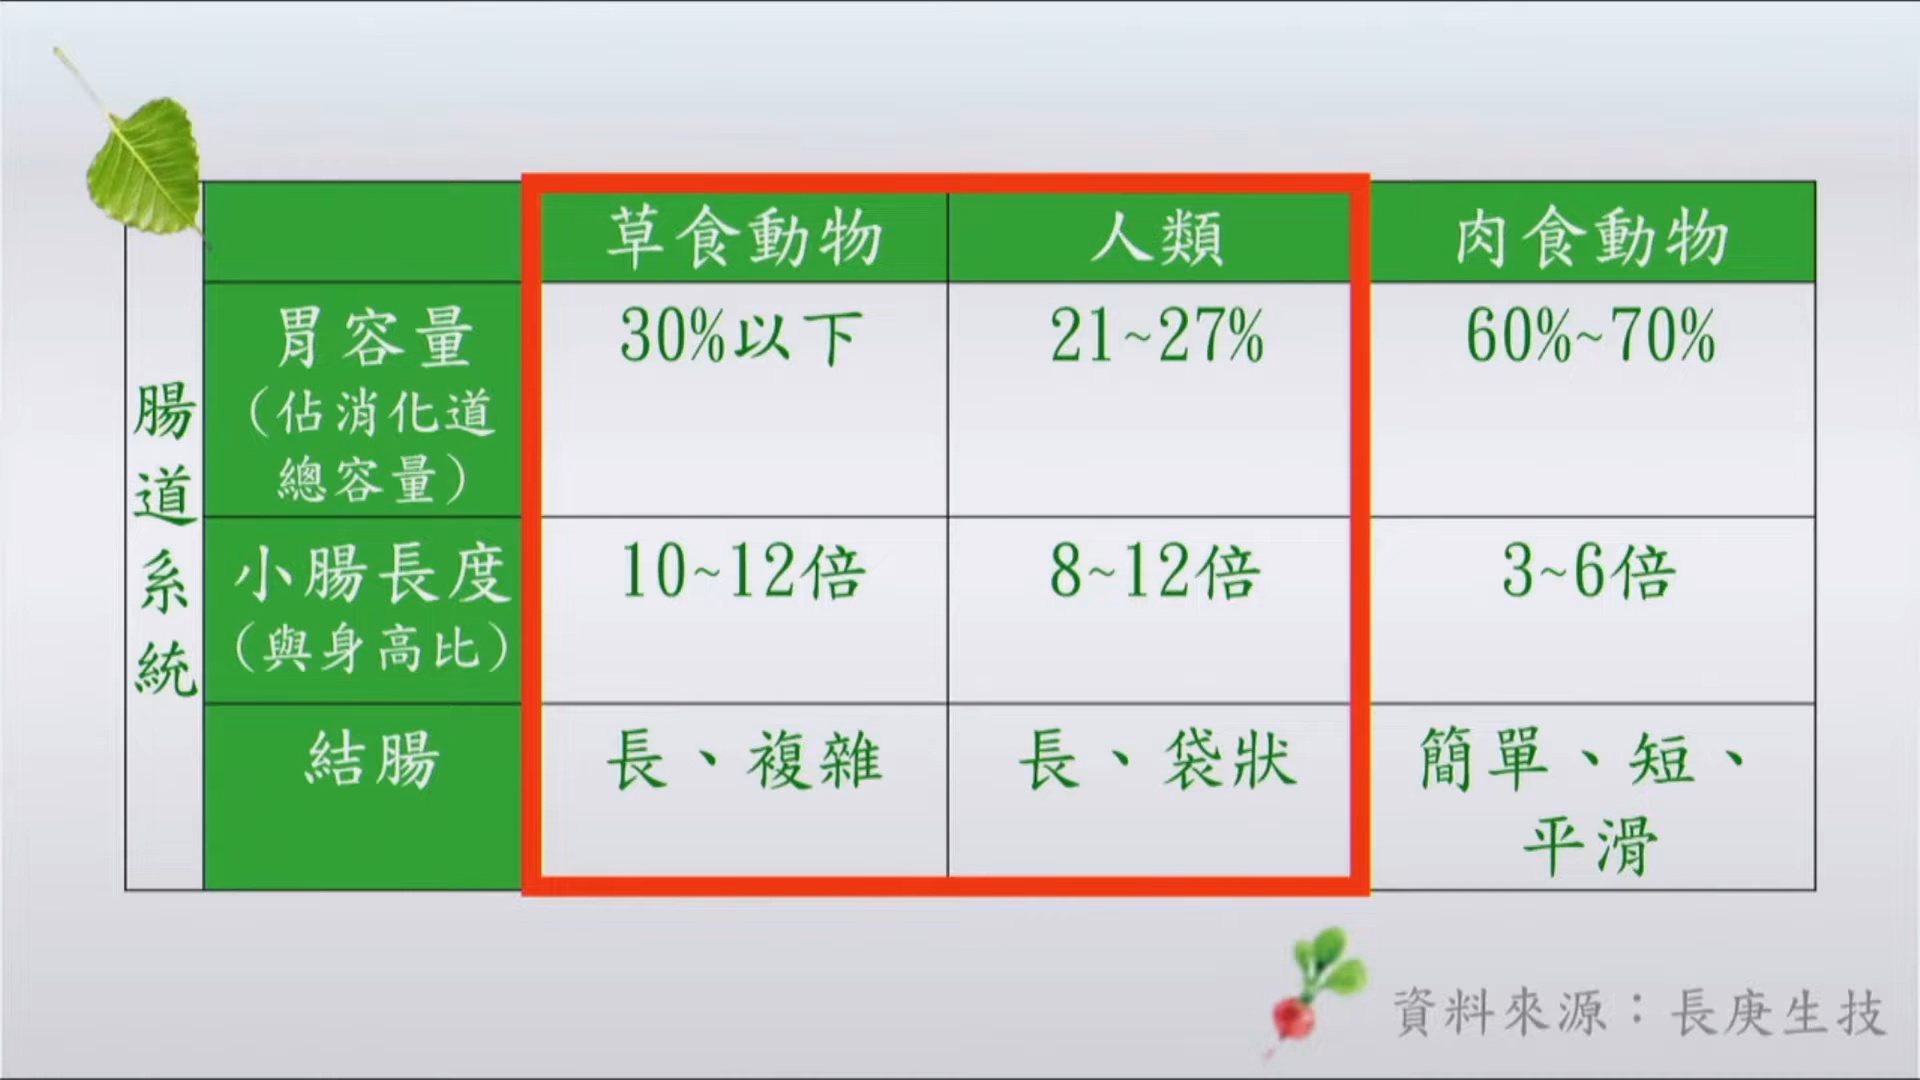 草食動物 人類 肉食動物
腸道系統
胃容量 30%以下 21~27% 60%~70%
(佔消化道
總容量)
小腸長度 10~12倍 8~12倍 3~6倍
(與身高比)
結腸 長、複雜 長、袋狀 簡單、短、
平滑
資料來源:長庚生技